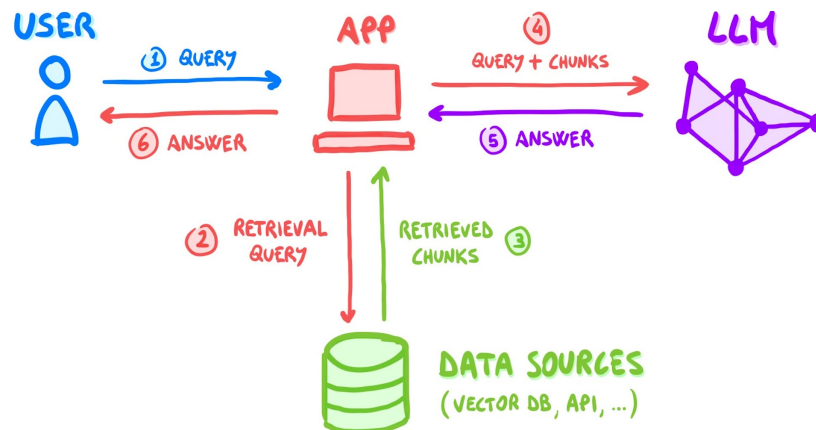 USER
APP
LLM
1 QUERY
4
QUERY + CHUNKS
6 ANSWER
5 ANSWER
2 RETRIEVAL
QUERY
RETRIEVED
CHUNKS 3
DATA SOURCES
(VECTOR DB, API, ...)